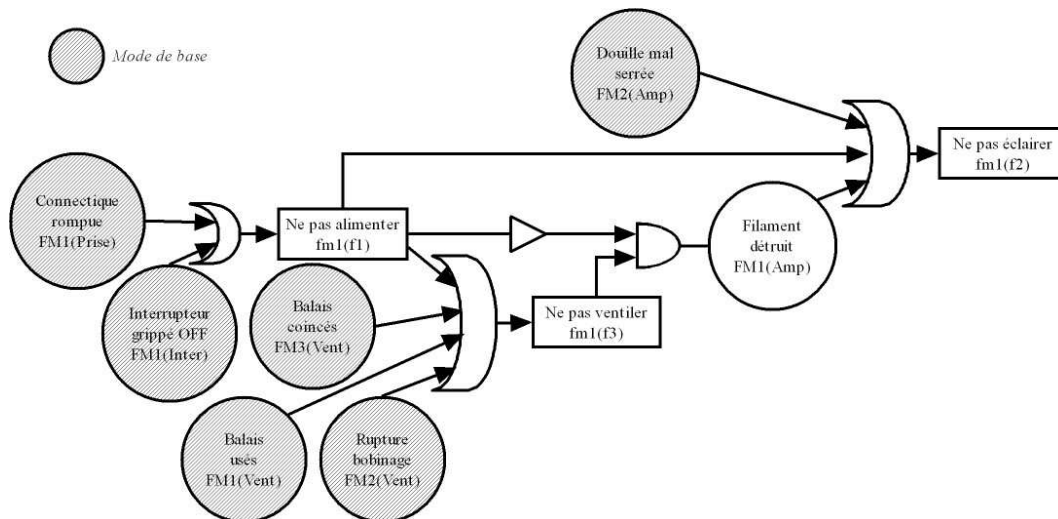 Mode de base
Douille mal
serrée
FM2(Amp)
Ne pas éclairer
fm1(f2)
Connectique
rompue
FM1(Prise)
Ne pas alimenter
fm1(f1)
Filament
détruit
FM1(Amp)
Interrupteur
grippé OFF
FM1(Inter)
Balais
coincés
FM3(Vent)
Ne pas ventiler
fm1(f3)
Balais
usés
FM1(Vent)
Rupture
bobinage
FM2(Vent)